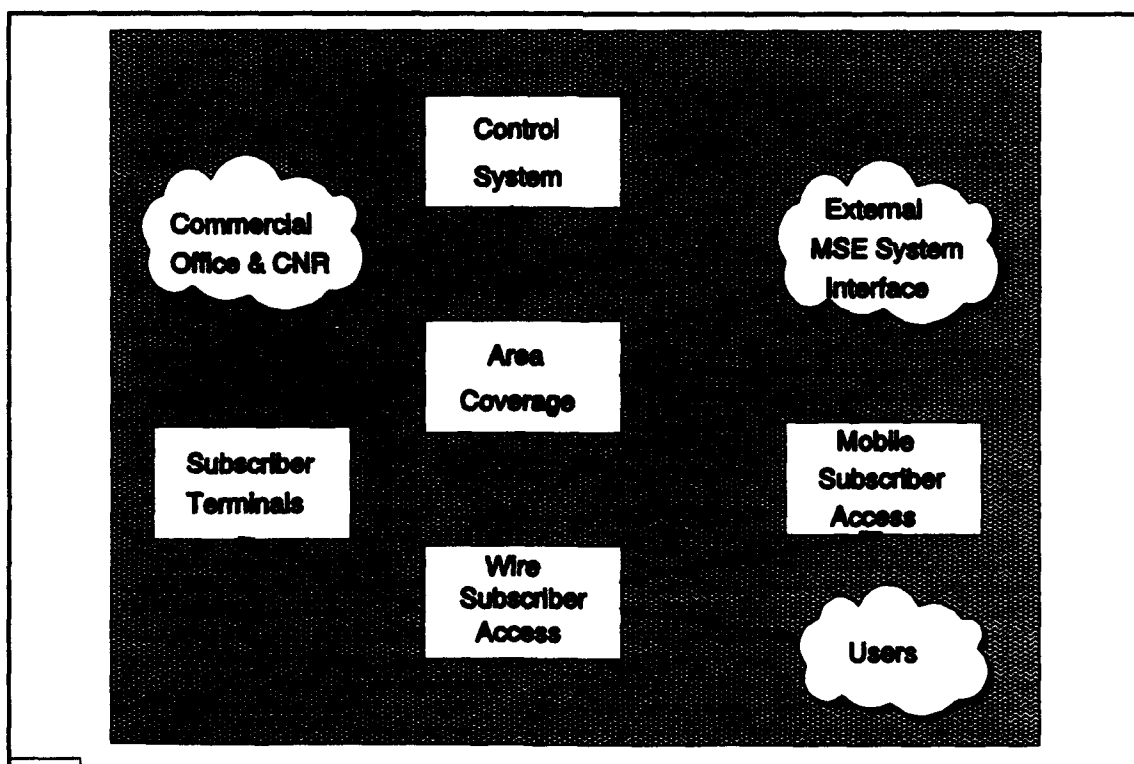 Control
System
Commercial
Office & CNR
External
MSE System
Interface
Area
Coverage
Subscriber
Terminals
Mobile
Subscriber
Access
Wire
Subscriber
Access
Users